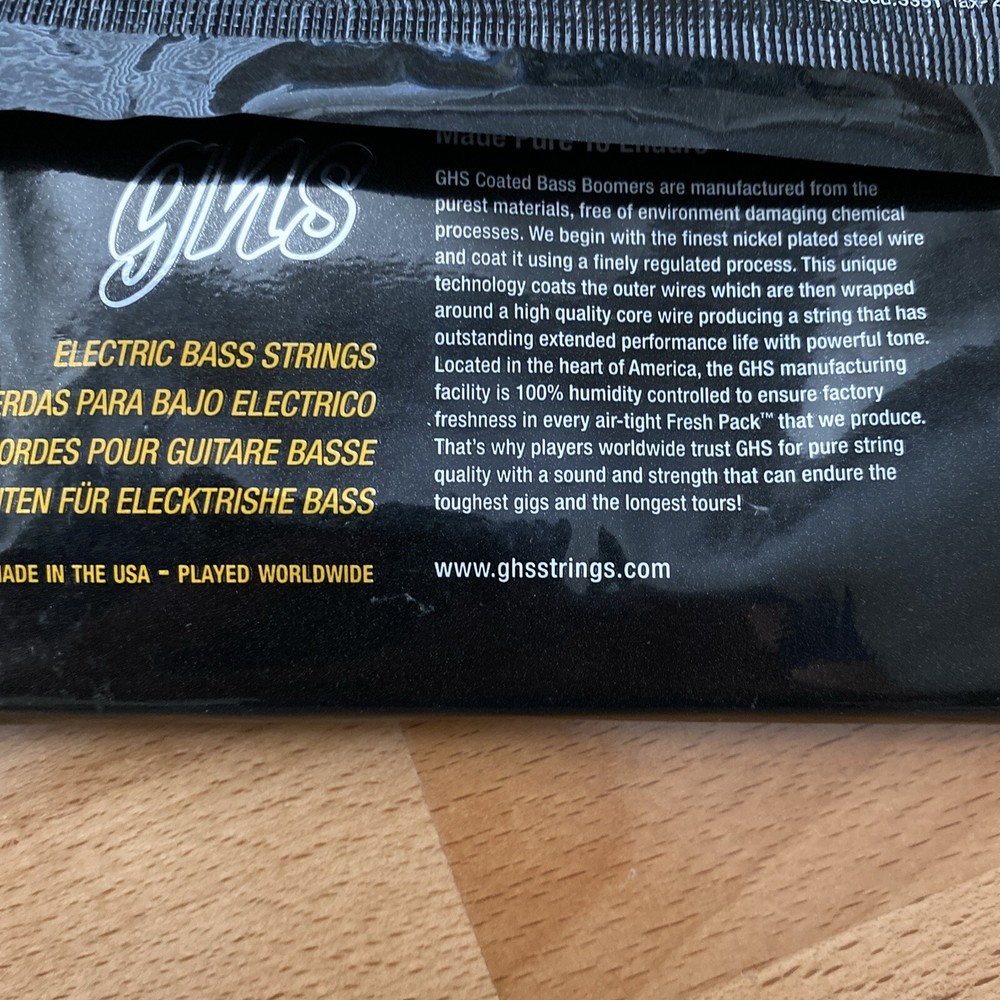 Made Pure To Endure
ghs
GHS Coated Bass Boomers are manufactured from the
purest materials, free of environment damaging chemical
processes. We begin with the finest nickel plated steel wire
and coat it using a finely regulated process. This unique
technology coats the outer wires which are then wrapped
around a high quality core wire producing a string that has
outstanding extended performance life with powerful tone.
Located in the heart of America, the GHS manufacturing
facility is 100% humidity controlled to ensure factory
freshness in every air-tight Fresh Pack™ that we produce.
That's why players worldwide trust GHS for pure string
quality with a sound and strength that can endure the
toughest gigs and the longest tours!
www.ghsstrings.com
ELECTRIC BASS STRINGS
ERDAS PARA BAJO ELECTRICO
ORDES POUR GUITARE BASSE
ITEN FÜR ELECKTRISHE BASS
MADE IN THE USA - PLAYED WORLDWIDE